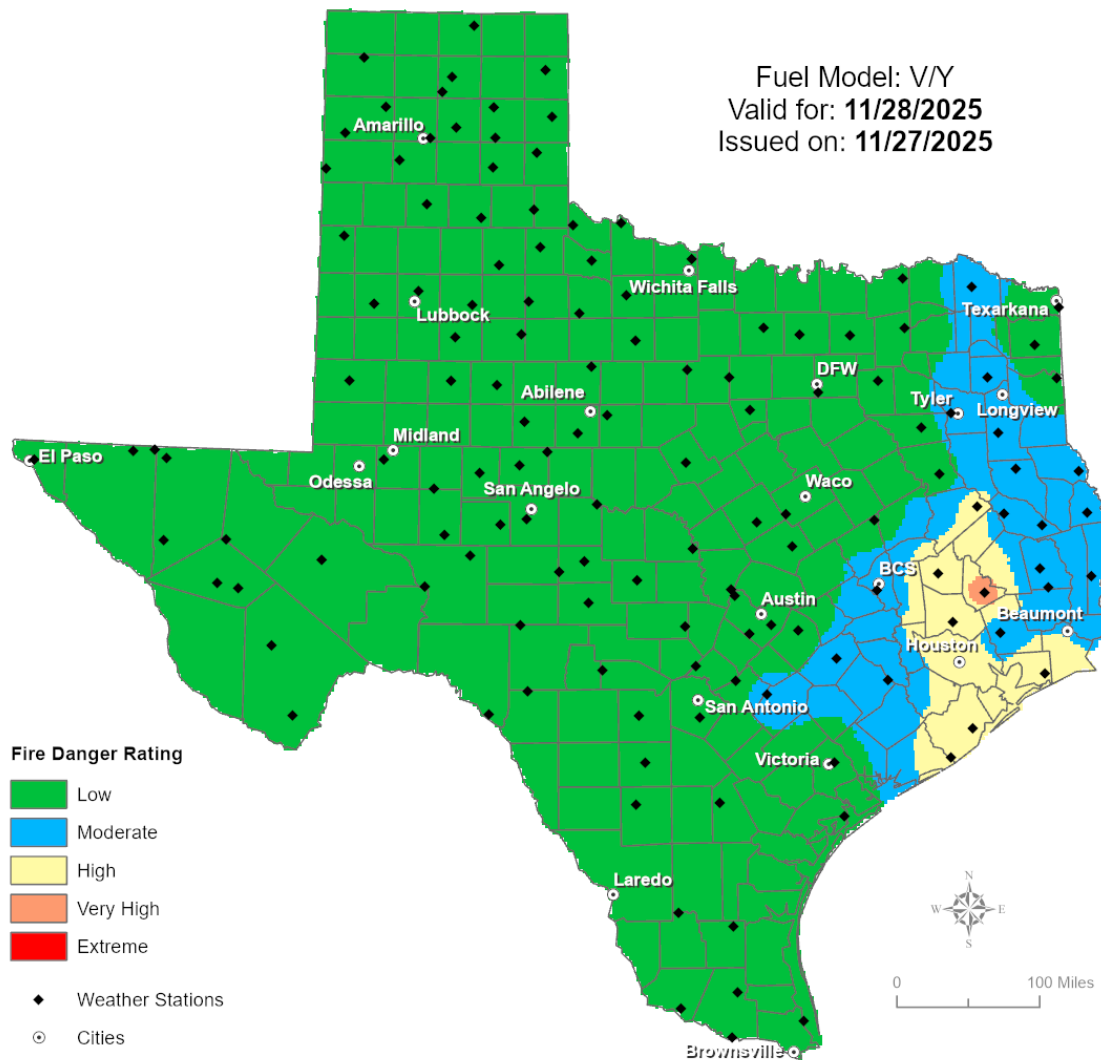 Fuel Model: V/Y
Valid for: 11/28/2025
Issued on: 11/27/2025
Amarillo
Wichita Falls
Lubbock
Texarkana
DFW
Abilene
Tyler
Longview
Midland
El Paso
Odessa
San Angelo
Waco
BCS
Austin
Beaumont
Houston
San Antonio
Victoria
Laredo
Brownsville
Fire Danger Rating
Low
Moderate
High
Very High
Extreme
Weather Stations
Cities
N
W E
S
0 100 Miles